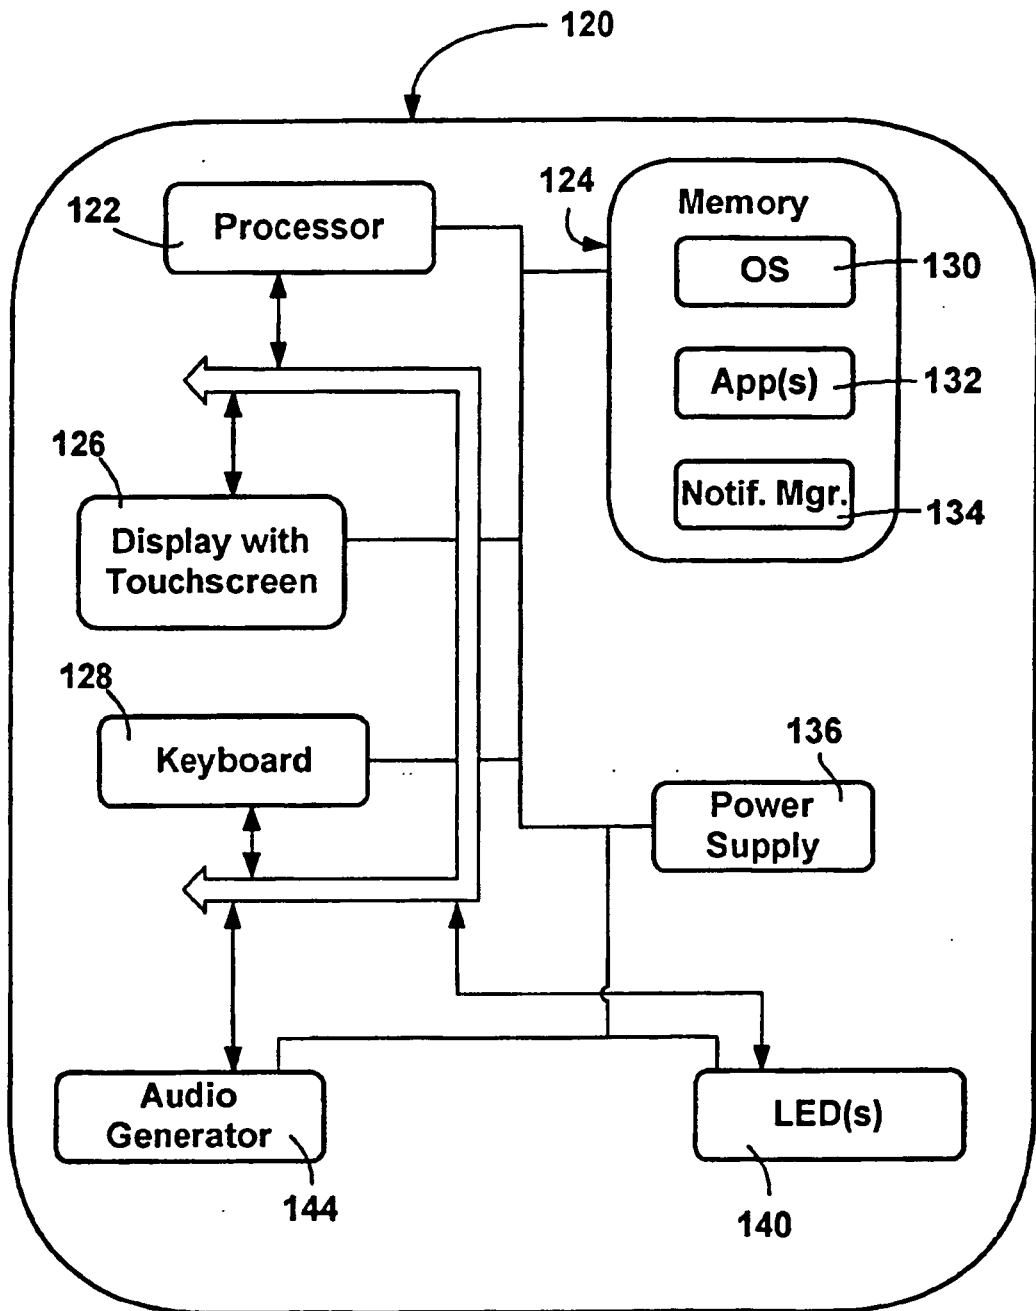 120
122
Processor
124
Memory
OS
130
App(s)
132
Notif. Mgr.
134
126
Display with
Touchscreen
128
Keyboard
136
Power
Supply
Audio
Generator
144
LED(s)
140